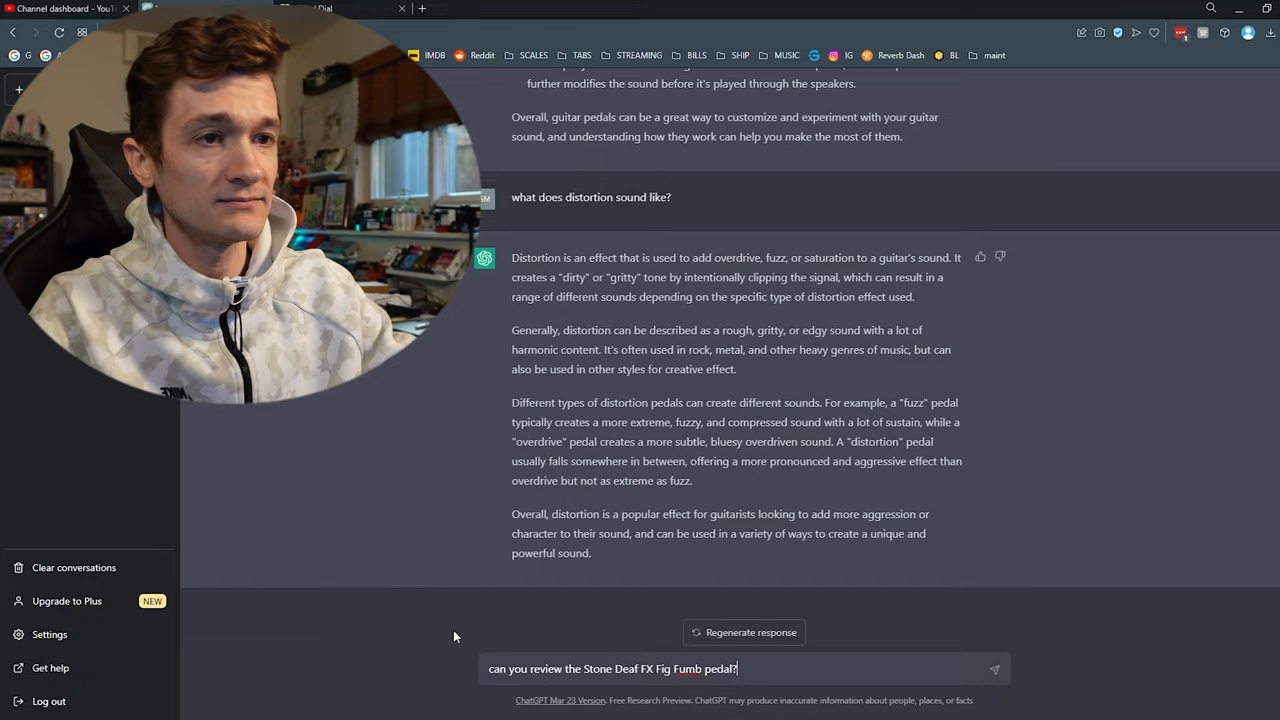 Channel dashboard - YouT
Dial
IMDB
Reddit
SCALES
TABS
STREAMING
BILLS
SHIP
MUSIC
IG
Reverb Dash
BL
maint
further modifies the sound before it's played through the speakers.
Overall, guitar pedals can be a great way to customize and experiment with your guitar
sound, and understanding how they work can help you make the most of them.
what does distortion sound like?
Distortion is an effect that is used to add overdrive, fuzz, or saturation to a guitar's sound. It
creates a "dirty" or "gritty" tone by intentionally clipping the signal, which can result in a
range of different sounds depending on the specific type of distortion effect used.
Generally, distortion can be described as a rough, gritty, or edgy sound with a lot of
harmonic content. It's often used in rock, metal, and other heavy genres of music, but can
also be used in other styles for creative effect.
Different types of distortion pedals can create different sounds. For example, a "fuzz" pedal
typically creates a more extreme, fuzzy, and compressed sound with a lot of sustain, while a
"overdrive" pedal creates a more subtle, bluesy overdriven sound. A "distortion" pedal
usually falls somewhere in between, offering a more pronounced and aggressive effect than
overdrive but not as extreme as fuzz.
Overall, distortion is a popular effect for guitarists looking to add more aggression or
character to their sound, and can be used in a variety of ways to create a unique and
powerful sound.
Clear conversations
Upgrade to Plus
NEW
Settings
Get help
Log out
Regenerate response
can you review the Stone Deaf FX Fig Fumb pedal?
ChatGPT Mar 23 Version. Free Research Preview. ChatGPT may produce inaccurate information about people, places, or facts
NIKE